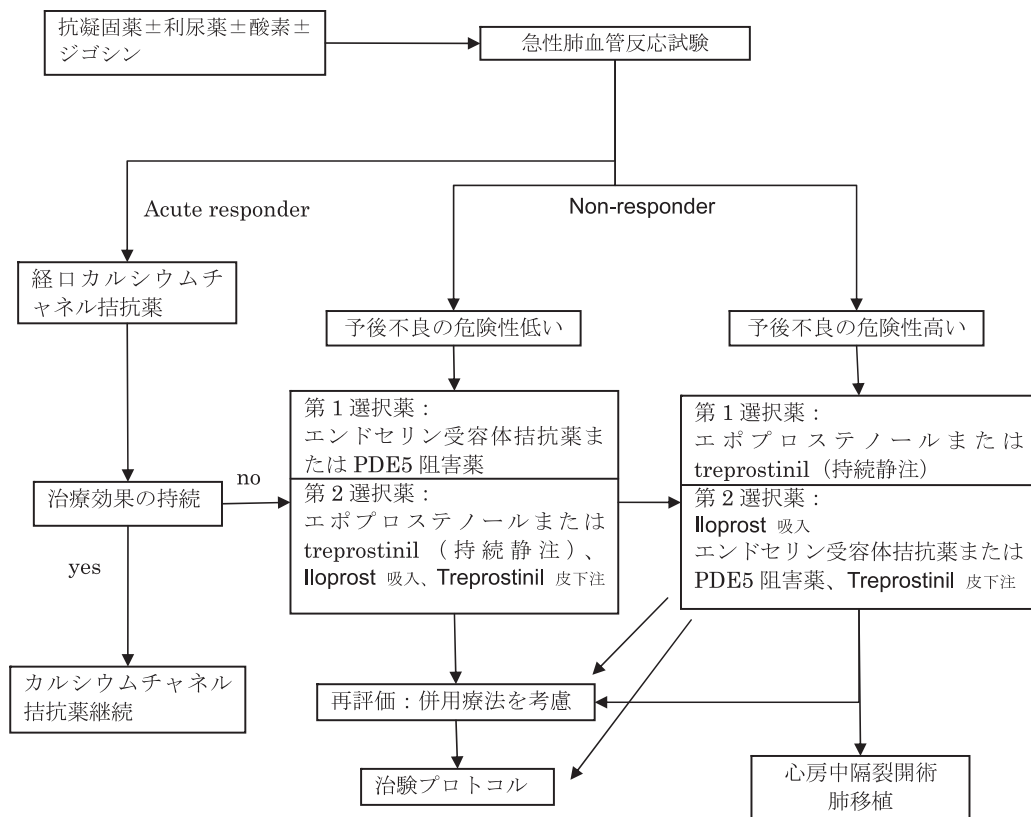 抗凝固薬±利尿薬±酸素±
ジゴシン
急性肺血管反応試験
Acute responder
Non-responder
経口カルシウムチ
ャネル拮抗薬
予後不良の危険性低い
予後不良の危険性高い
第1選択薬：
エンドセリン受容体拮抗薬ま
たは PDE5 阻害薬
第2選択薬：
エポプロステノールまたは
treprostinil（持続静注）、
Iloprost 吸入、Treprostinil 皮下注
第1選択薬：
エポプロステノールまたは
treprostinil（持続静注）
第2選択薬：
Iloprost 吸入
エンドセリン受容体拮抗薬または
PDE5 阻害薬、Treprostinil 皮下注
治療効果の持続
no
yes
カルシウムチャネル
拮抗薬継続
再評価：併用療法を考慮
治験プロトコル
心房中隔裂開術
肺移植